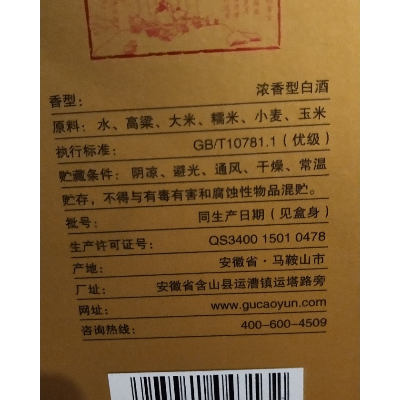 香型： 浓香型白酒
原料：水、高粱、大米、糯米、小麦、玉米
执行标准： GB/T10781.1（优级）
贮藏条件：阴凉、避光、通风、干燥、常温
贮存，不得与有毒有害和腐蚀性物品混贮。
批号： 同生产日期（见盒身）
生产许可证号： QS3400 1501 0478
产地： 安徽省·马鞍山市
厂址： 安徽省含山县运漕镇运塔路旁
网址： www.gucaoyun.com
咨询热线： 400-600-4509